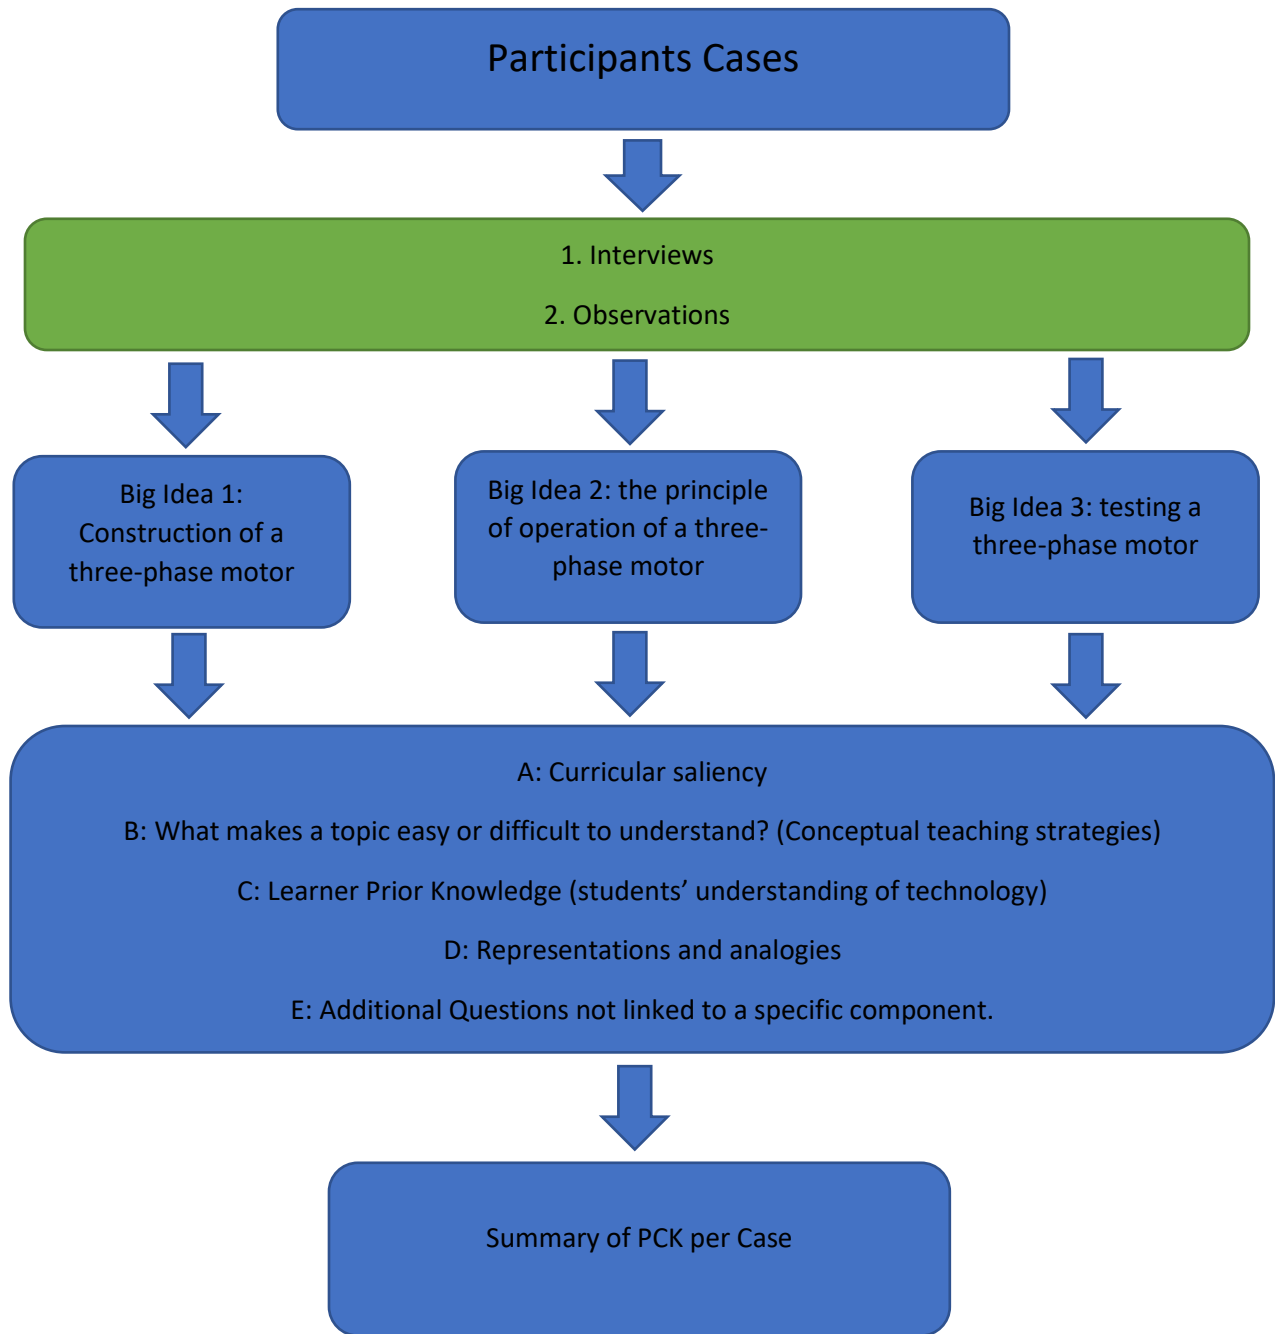 Participants Cases
1. Interviews
2. Observations
Big Idea 1:
Construction of a
three-phase motor
Big Idea 2: the principle
of operation of a three-
phase motor
Big Idea 3: testing a
three-phase motor
A: Curricular saliency
B: What makes a topic easy or difficult to understand? (Conceptual teaching strategies)
C: Learner Prior Knowledge (students’ understanding of technology)
D: Representations and analogies
E: Additional Questions not linked to a specific component.
Summary of PCK per Case